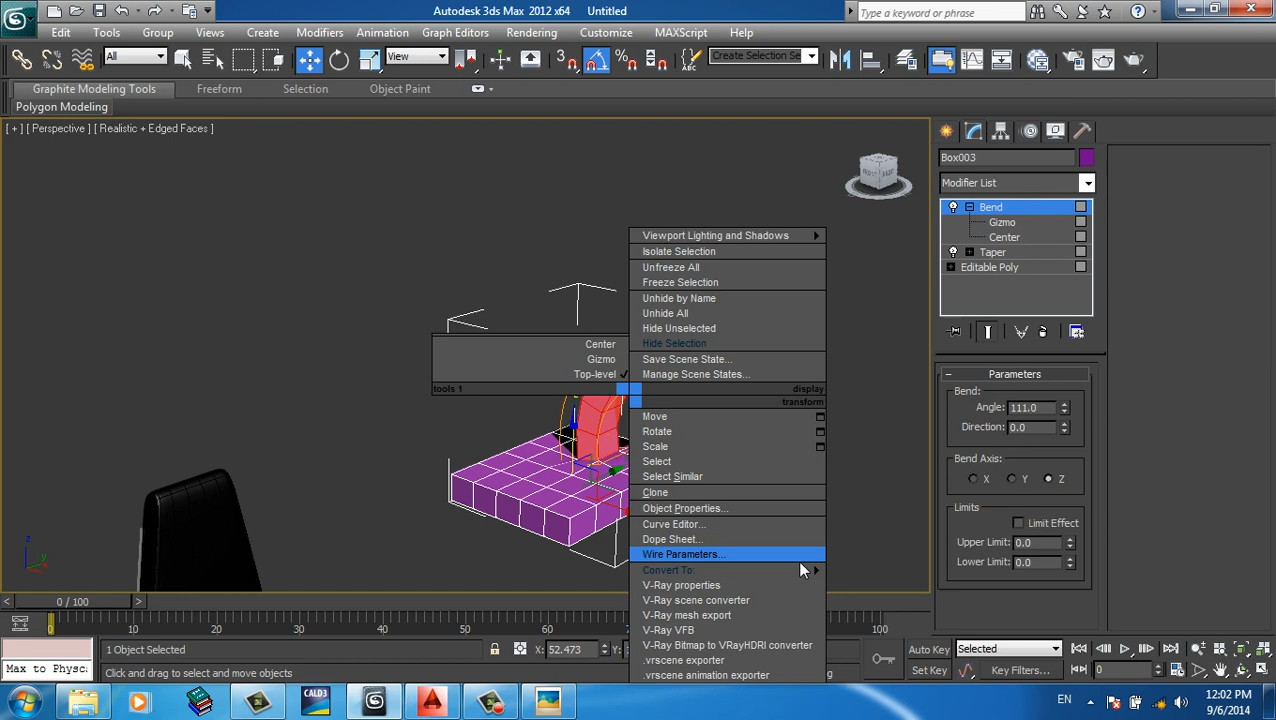 Autodesk 3ds Max 2012 x64 Untitled
Type a keyword or phrase
Edit Tools Group Views Create Modifiers Animation Graph Editors Rendering Customize MAXScript Help
All View Create Selection Se
Graphite Modeling Tools Freeform Selection Object Paint
Polygon Modeling
[ + ] [ Perspective ] [ Realistic + Edged Faces ]
Box003
Modifier List
Bend
Gizmo
Center
Taper
Editable Poly
Viewport Lighting and Shadows
Isolate Selection
Unfreeze All
Freeze Selection
Unhide by Name
Unhide All
Hide Unselected
Hide Selection
Save Scene State...
Manage Scene States...
Center
Gizmo
Top-level
tools 1 display
transform
Move
Rotate
Scale
Select
Select Similar
Clone
Object Properties...
Curve Editor...
Dope Sheet...
Wire Parameters...
Convert To:
V-Ray properties
V-Ray scene converter
V-Ray mesh export
V-Ray VFB
V-Ray Bitmap to VRayHDRI converter
.vrscene exporter
.vrscene animation exporter
Parameters
Bend:
Angle: 111.0
Direction: 0.0
Bend Axis:
X Y Z
Limits
Limit Effect
Upper Limit: 0.0
Lower Limit: 0.0
0 / 100
0 10 20 30 40 50 60 100
Max to Physc
1 Object Selected X: 52.473 Y:
Click and drag to select and move objects
Auto Key Selected
Set Key Key Filters... 0
CALD3
EN 12:02 PM
9/6/2014